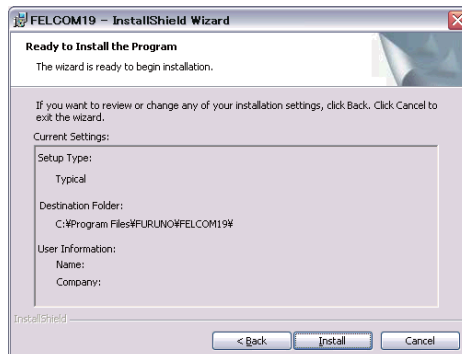 FELCOM19 - InstallShield Wizard
Ready to Install the Program
The wizard is ready to begin installation.
If you want to review or change any of your installation settings, click Back. Click Cancel to
exit the wizard.
Current Settings:
Setup Type:
Typical
Destination Folder:
C:¥Program Files¥FURUNO¥FELCOM19¥
User Information:
Name:
Company:
InstallShield
< Back
Install
Cancel